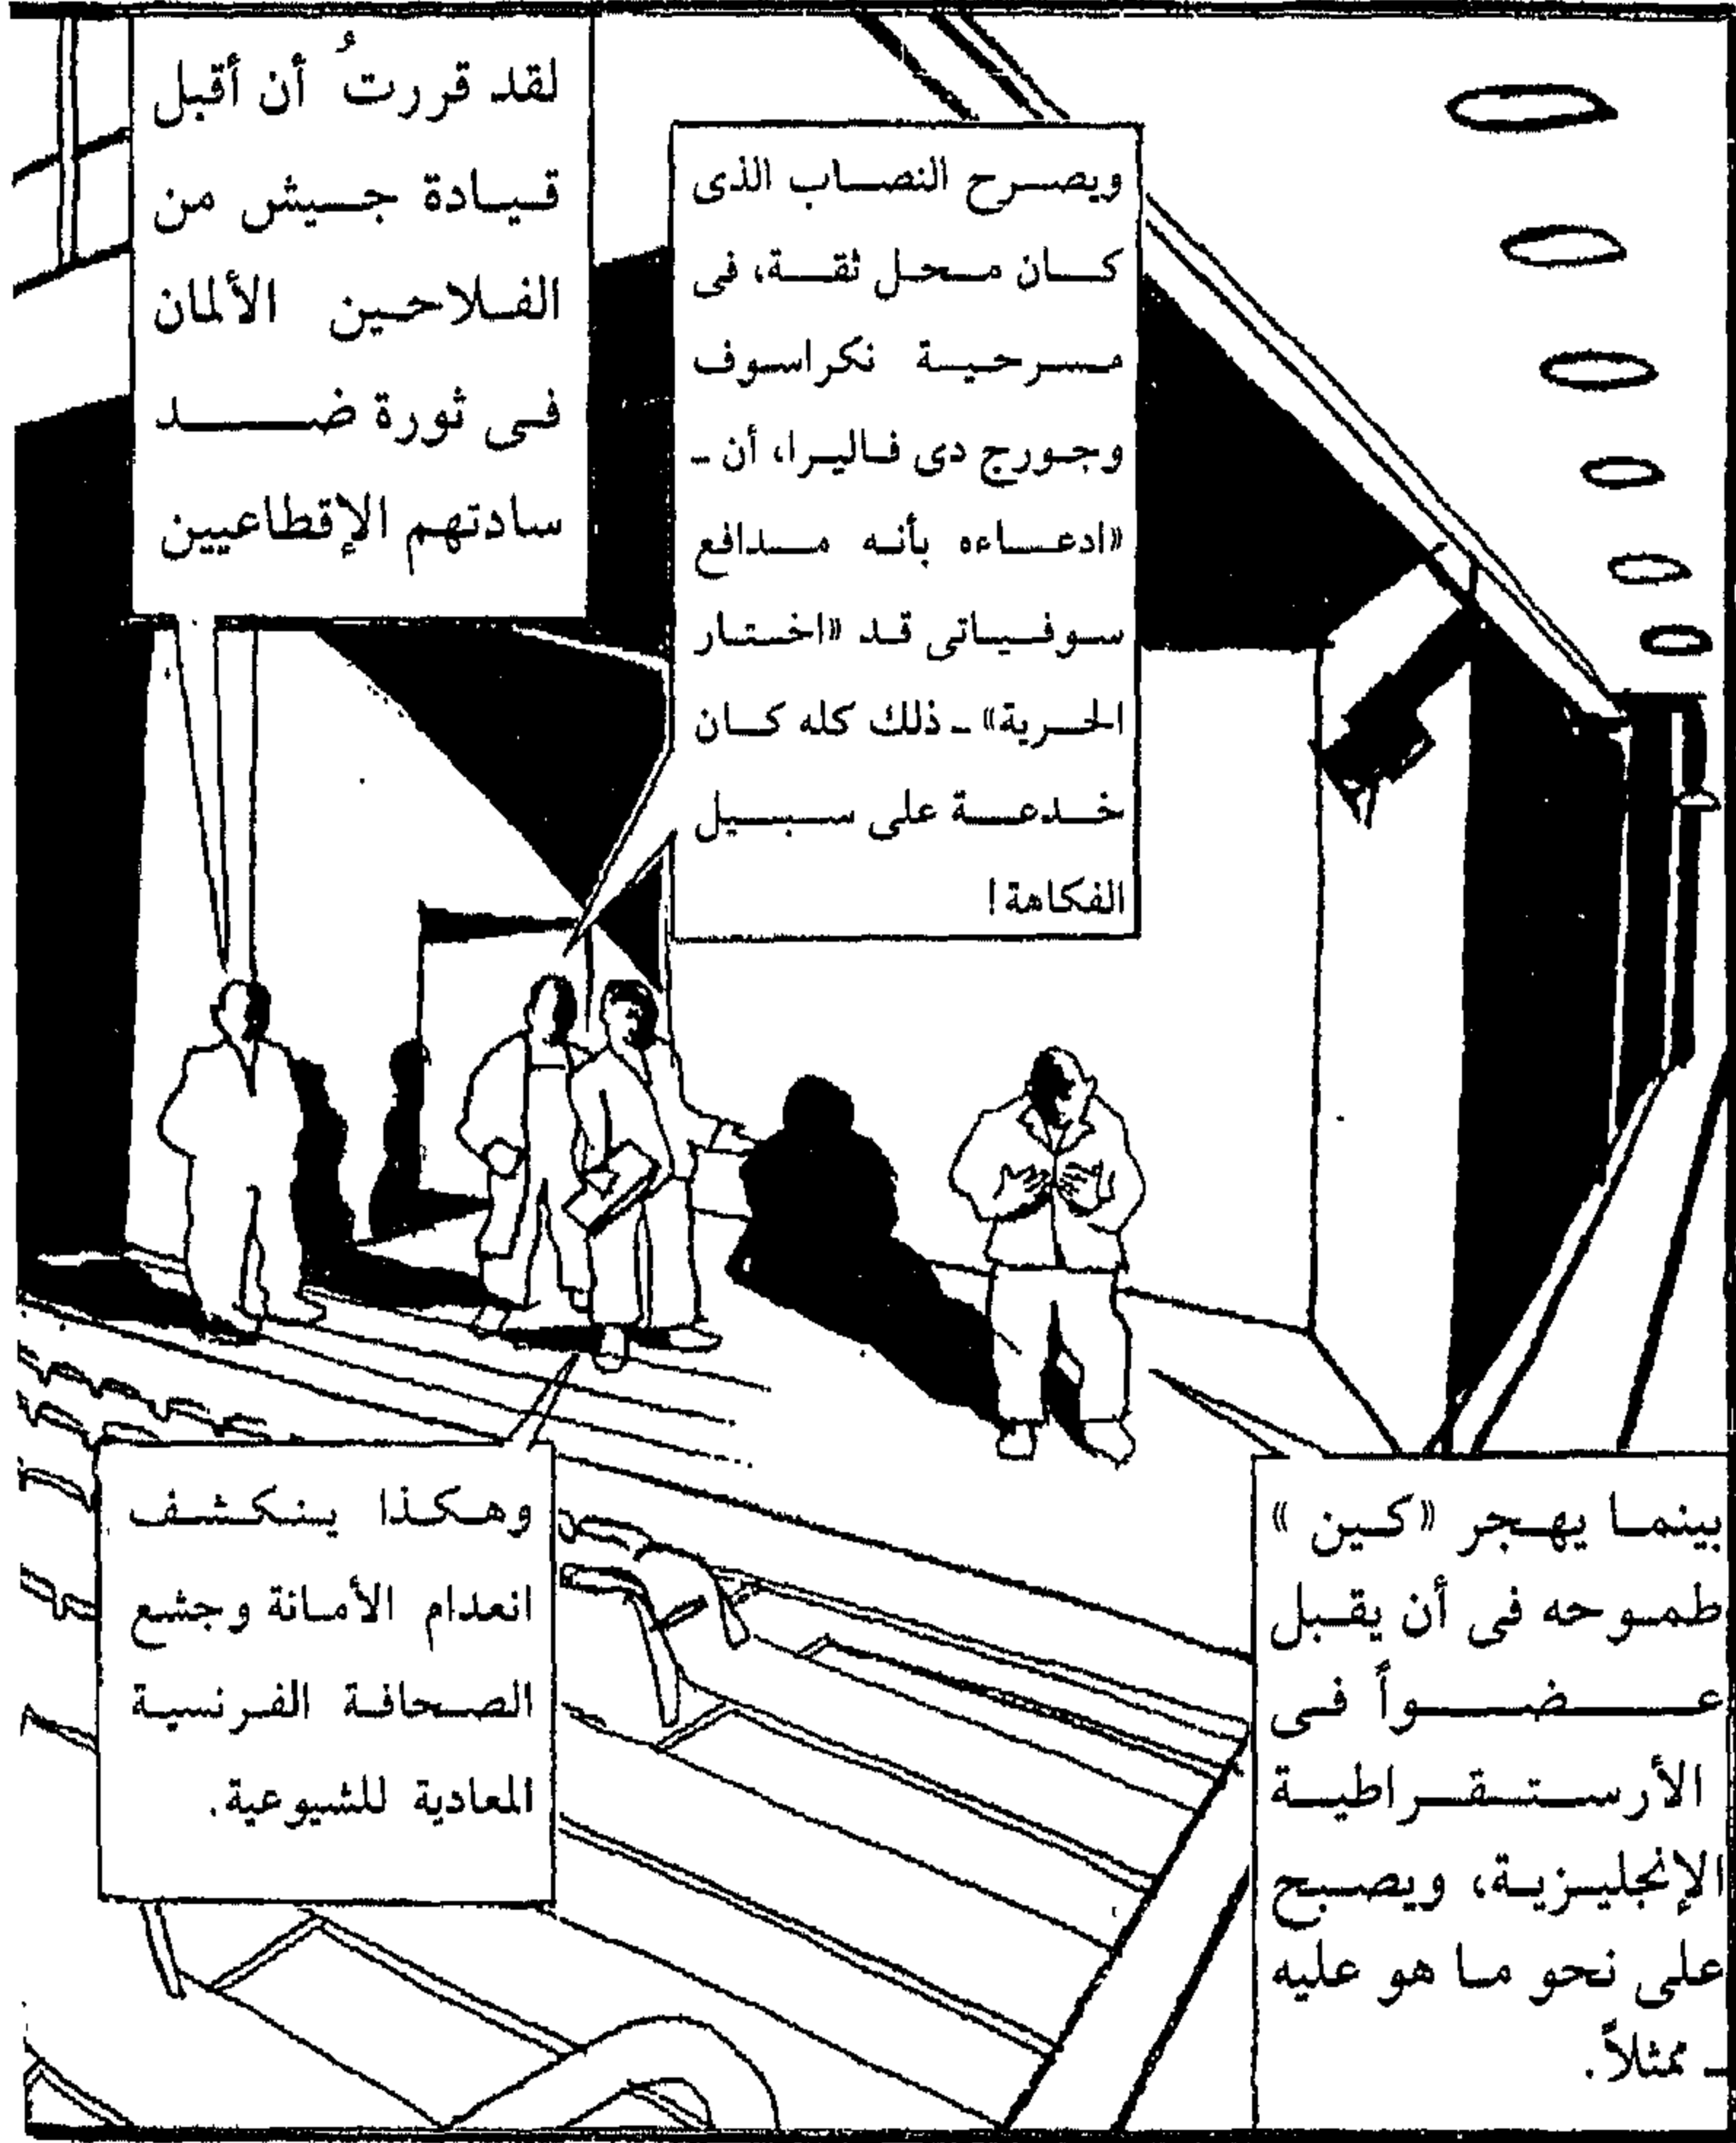 لقد قررتُ أن أقبل
قيادة جيش من
الفلاحين الألمان
فى ثورة ضد
سادتهم الإقطاعيين
ويصرح النصاب الذى
كان محل ثقة، فى
مسرحية نكراسوف
وجورج دى فاليرا، أن -
«ادعاءه بأنه مدافع
سوفياتى قد «اختار
الحرية» - ذلك كله كان
خدعة على سبيل
الفكاهة!
وهكذا ينكشف
انعدام الأمانة وجشع
الصحافة الفرنسية
المعادية للشيوعية.
بينما يهجر «كين»
طموحه فى أن يقبل
عضواً فى
الأرستقراطية
الإنجليزية، ويصبح
على نحو ما هو عليه
- ممثلاً.